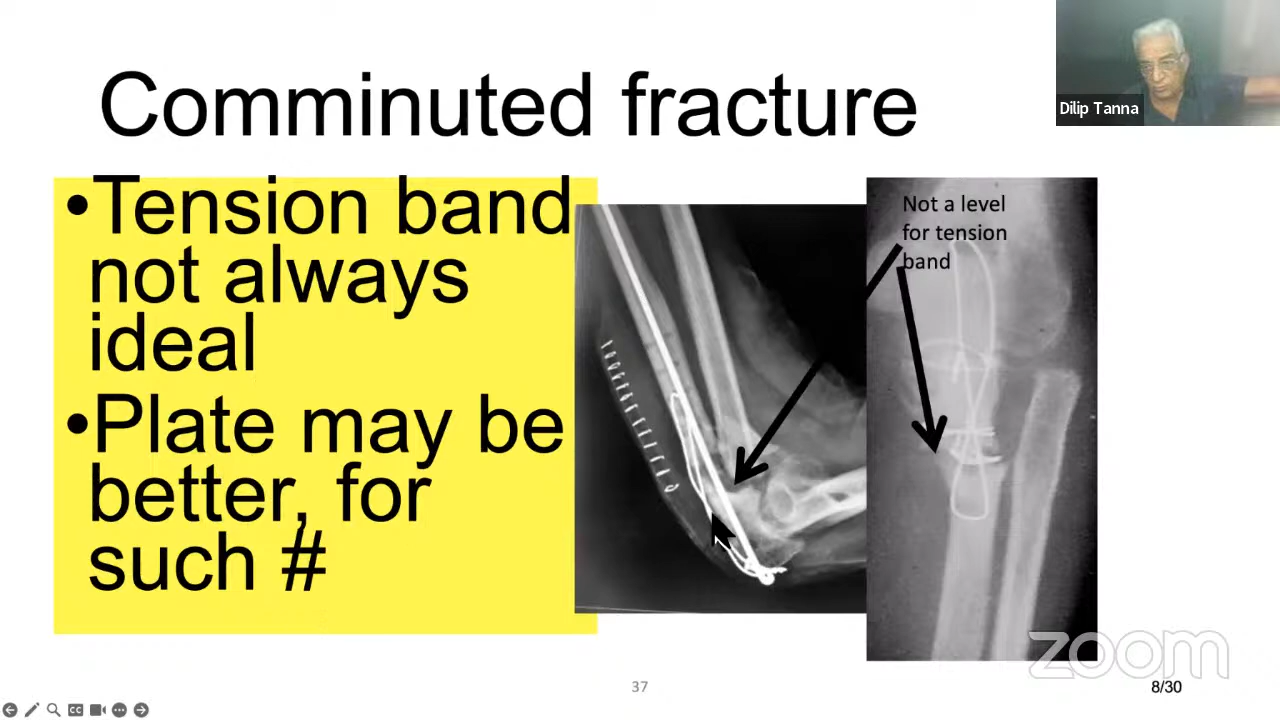 Comminuted fracture
Dilip Tanna
•Tension band
not always
ideal
•Plate may be
better, for
such #
Not a level
for tension
band
zoom
37
8/30
CC